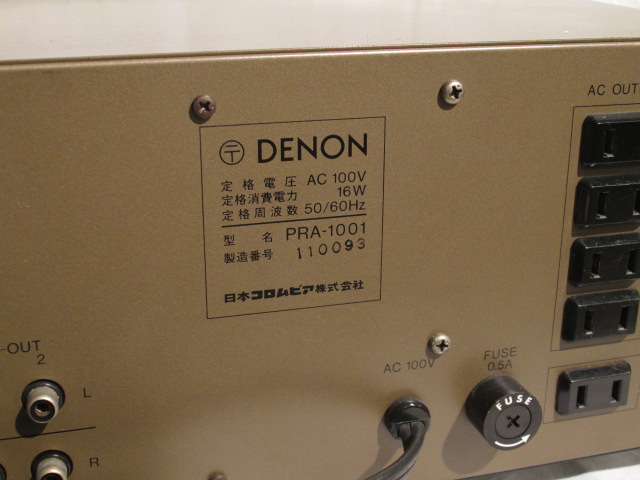 AC OUT
〒 DENON
定格電圧 AC 100V
定格消費電力 16W
定格周波数 50/60Hz
型名 PRA-1001
製造番号 110093
日本コロムビア株式会社
-OUT
2
L
R
AC 100V
FUSE
0.5A
FUSE